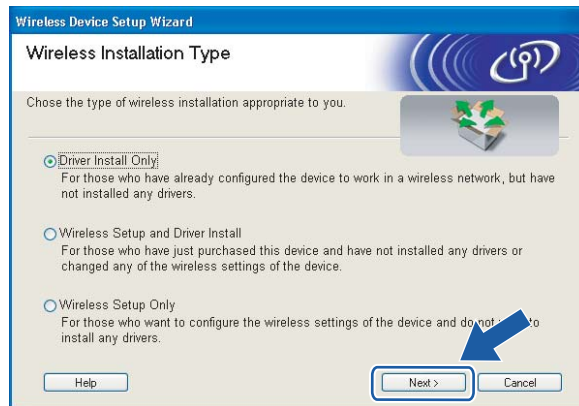 Wireless Device Setup Wizard
Wireless Installation Type
Chose the type of wireless installation appropriate to you.
Driver Install Only
For those who have already configured the device to work in a wireless network, but have
not installed any drivers.
Wireless Setup and Driver Install
For those who have just purchased this device and have not installed any drivers or
changed any of the wireless settings of the device.
Wireless Setup Only
For those who want to configure the wireless settings of the device and do not to
install any drivers.
Help
Next >
Cancel